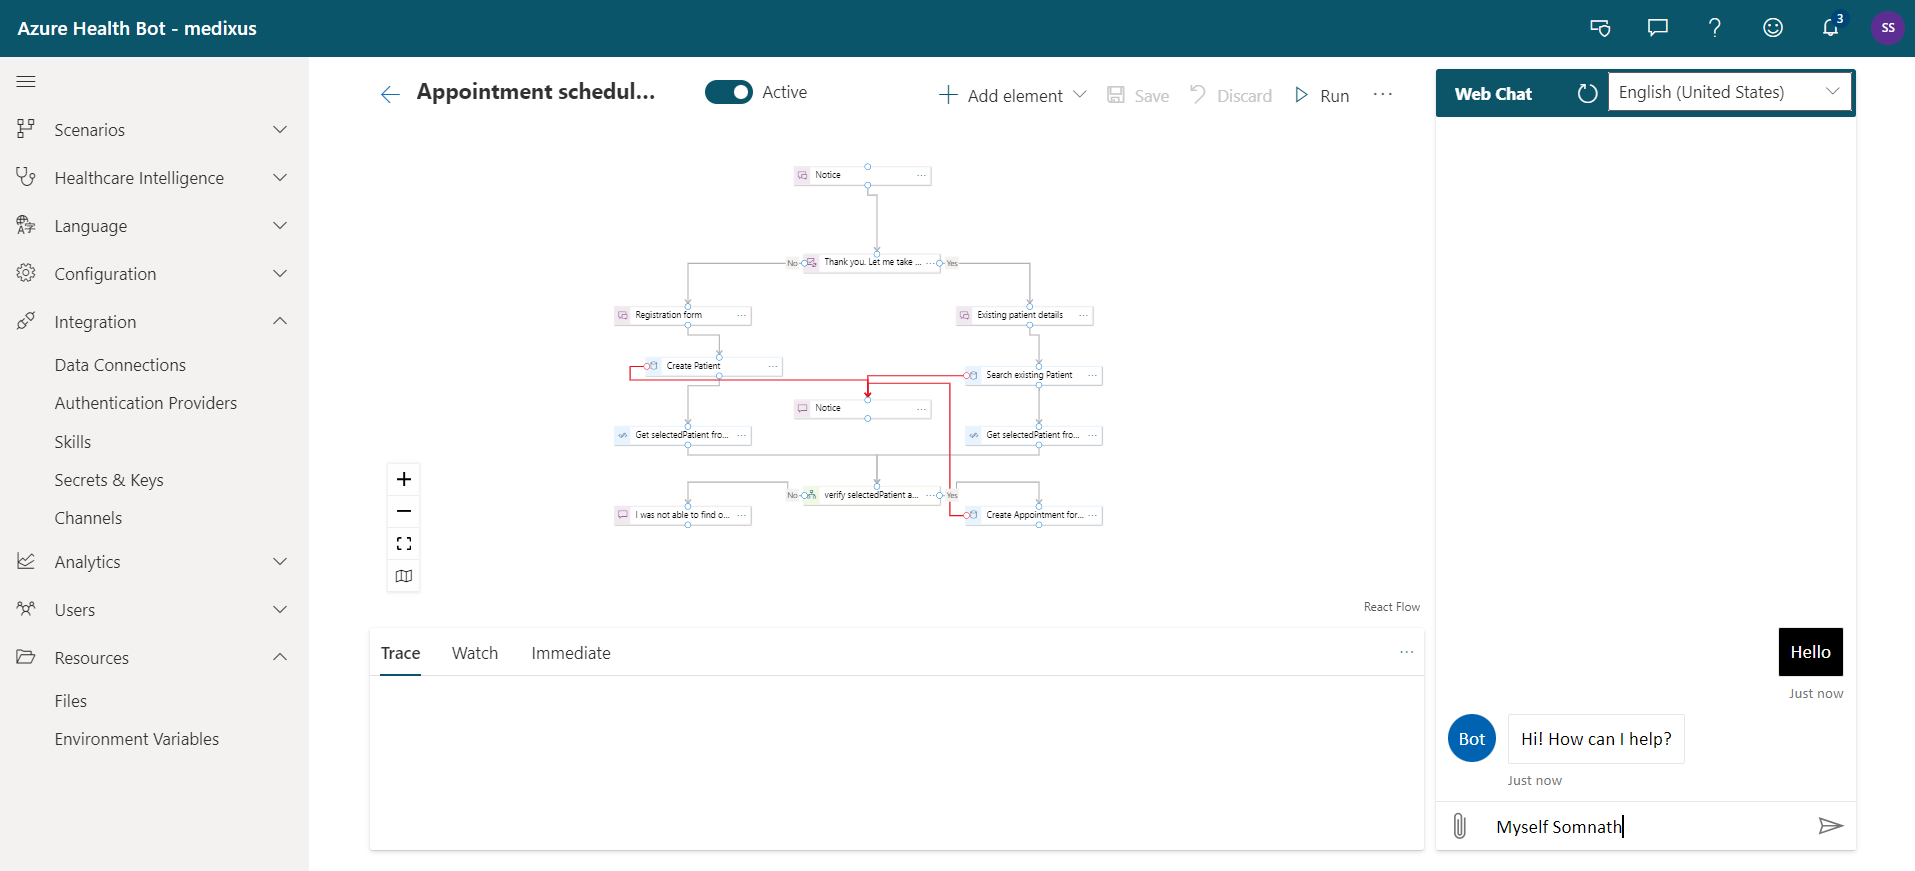 Azure Health Bot - medixus
3
SS
Scenarios
Healthcare Intelligence
Language
Configuration
Integration
Data Connections
Authentication Providers
Skills
Secrets & Keys
Channels
Analytics
Users
Resources
Files
Environment Variables
Appointment schedul...
Active
Add element
Save
Discard
Run
Notice
No
Thank you. Let me take ...
Yes
Registration form
Existing patient details
Create Patient
Search existing Patient
Notice
Get selectedPatient fro...
Get selectedPatient fro...
No
verify selectedPatient a...
Yes
I was not able to find o...
Create Appointment for...
React Flow
Trace
Watch
Immediate
Web Chat
English (United States)
Hello
Just now
Bot
Hi! How can I help?
Just now
Myself Somnath